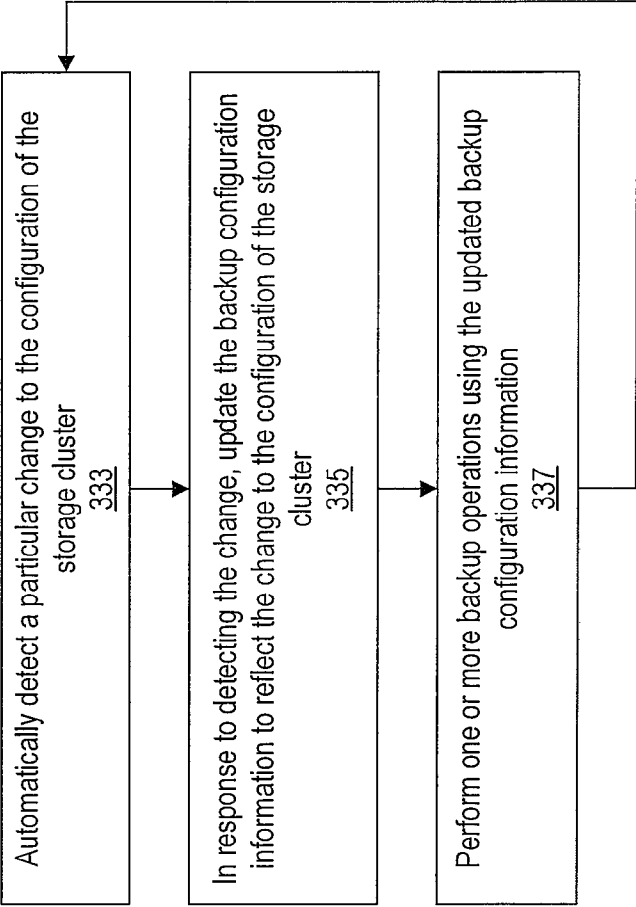 Automatically detect a particular change to the configuration of the
storage cluster
333
In response to detecting the change, update the backup configuration
information to reflect the change to the configuration of the storage
cluster
335
Perform one or more backup operations using the updated backup
configuration information
337